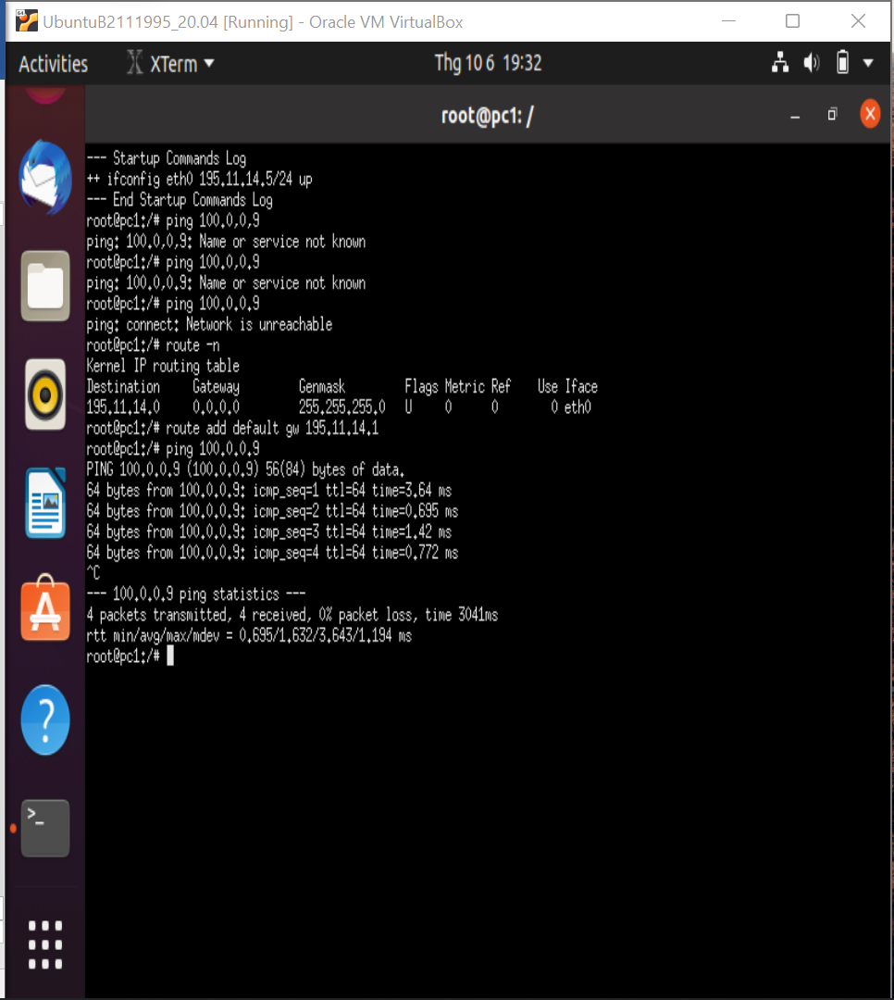 UbuntuB2111995_20.04 [Running] - Oracle VM VirtualBox
Activities XTerm Thg 10 6 19:32
root@pc1: /
--- Startup Commands Log
++ ifconfig eth0 195.11.14.5/24 up
--- End Startup Commands Log
root@pc1:/# ping 100.0,0,9
ping: 100.0,0,9: Name or service not known
root@pc1:/# ping 100.0,0.9
ping: 100.0,0.9: Name or service not known
root@pc1:/# ping 100.0.0.9
ping: connect: Network is unreachable
root@pc1:/# route -n
Kernel IP routing table
Destination Gateway Genmask Flags Metric Ref Use Iface
195.11.14.0 0.0.0.0 255.255.255.0 U 0 0 0 eth0
root@pc1:/# route add default gw 195.11.14.1
root@pc1:/# ping 100.0.0.9
PING 100.0.0.9 (100.0.0.9) 56(84) bytes of data.
64 bytes from 100.0.0.9: icmp_seq=1 ttl=64 time=3.64 ms
64 bytes from 100.0.0.9: icmp_seq=2 ttl=64 time=0.695 ms
64 bytes from 100.0.0.9: icmp_seq=3 ttl=64 time=1.42 ms
64 bytes from 100.0.0.9: icmp_seq=4 ttl=64 time=0.772 ms
^C
--- 100.0.0.9 ping statistics ---
4 packets transmitted, 4 received, 0% packet loss, time 3041ms
rtt min/avg/max/mdev = 0.695/1.632/3.643/1.194 ms
root@pc1:/#